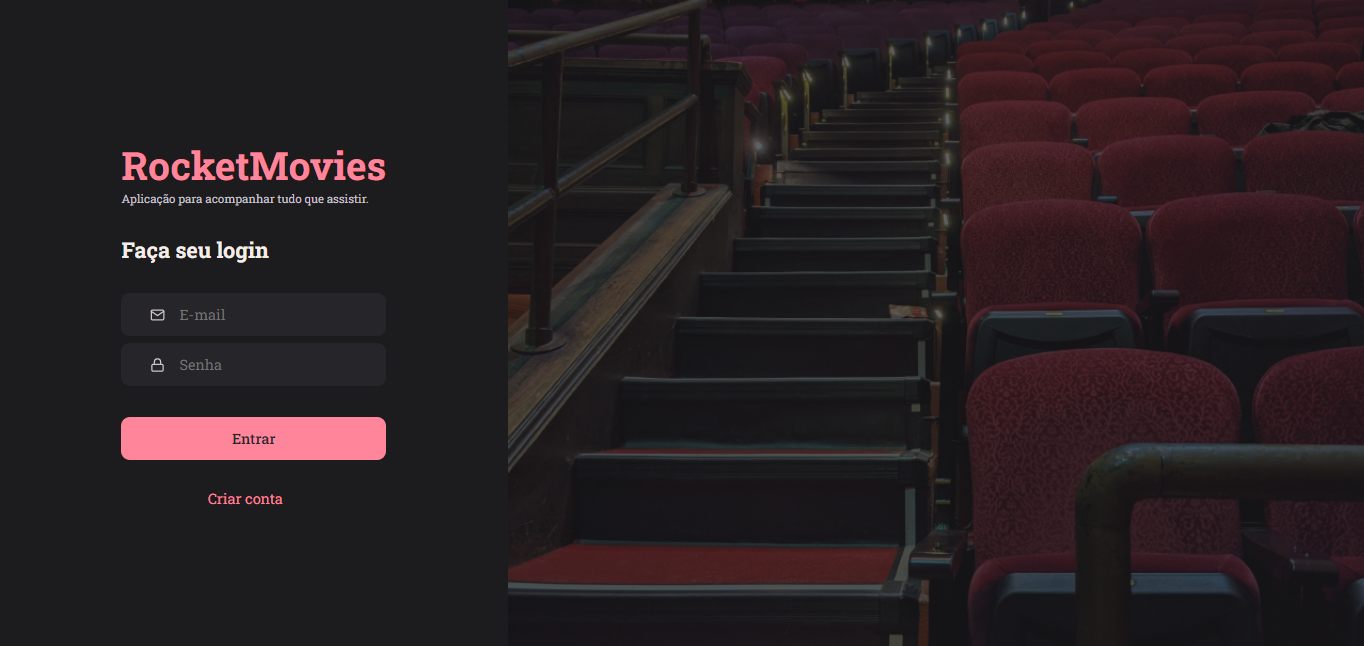 RocketMovies
Aplicação para acompanhar tudo que assistir.
Faça seu login
E-mail
Senha
Entrar
Criar conta